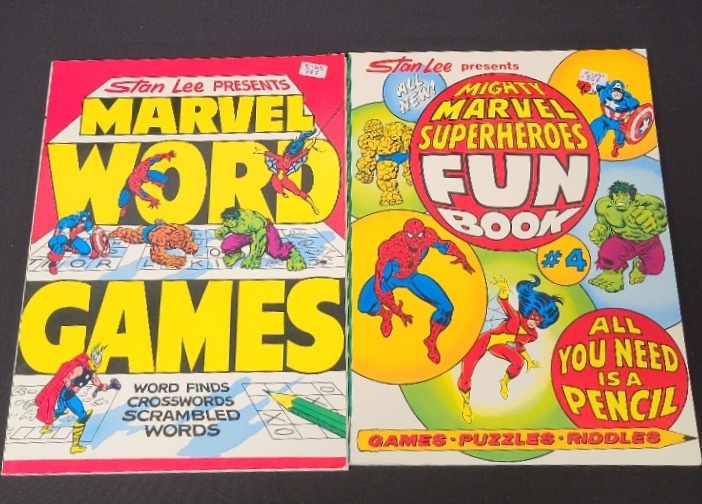 Stan Lee PRESENTS
MARVEL
WORD
GAMES
WORD FINDS
CROSSWORDS
SCRAMBLED
WORDS
Stan Lee presents
ALL
NEW!
MIGHTY
MARVEL
SUPERHEROES
FUN
BOOK
#4
ALL
YOU NEED
IS A
PENCIL
GAMES • PUZZLES • RIDDLES